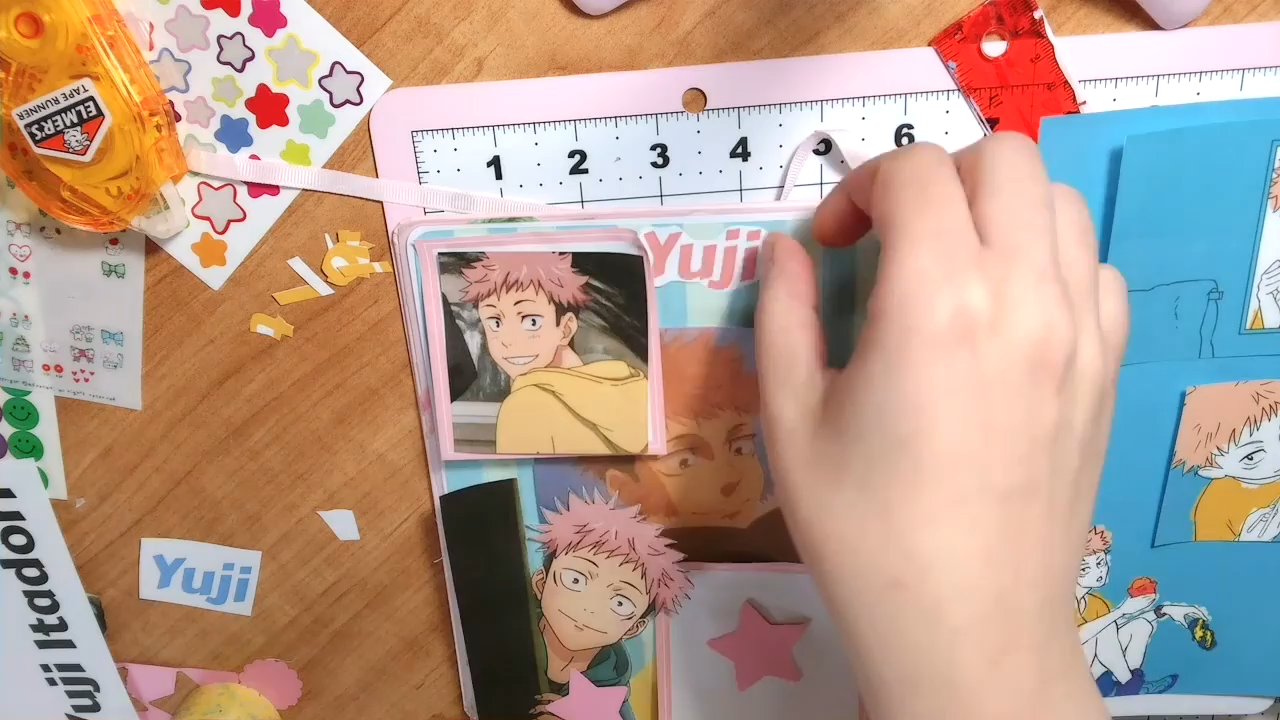 ELMER'S
TAPE RUNNER
1 2 3 4 5 6
Yuji
Yuji
Yuji Itadori